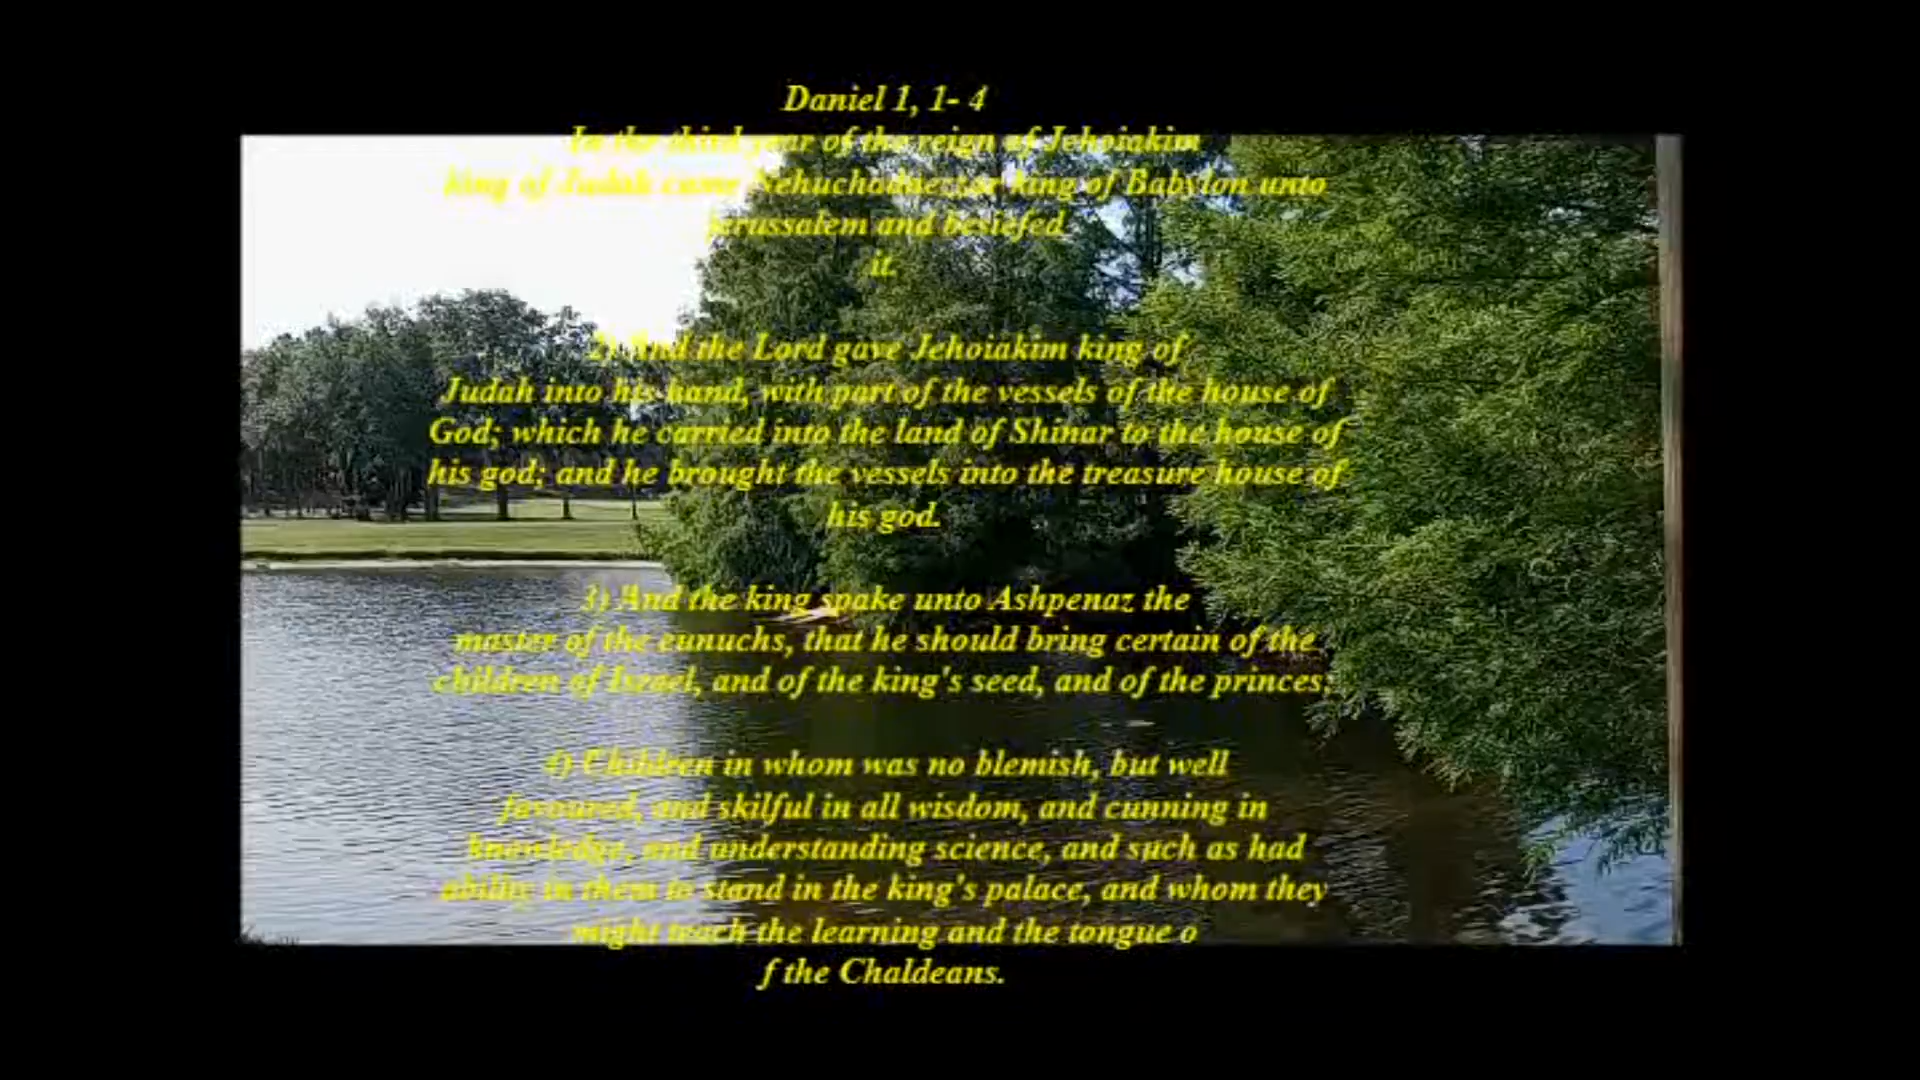 Daniel 1, 1- 4
In the third year of the reign of Jehoiakim
king of Judah came Nehuchodnezzar king of Babylon unto
jerussalem and besiefed
it.
2) And the Lord gave Jehoiakim king of
Judah into his hand, with part of the vessels of the house of
God; which he carried into the land of Shinar to the house of
his god; and he brought the vessels into the treasure house of
his god.
3) And the king spake unto Ashpenaz the
master of the eunuchs, that he should bring certain of the
children of Israel, and of the king's seed, and of the princes;
4) Children in whom was no blemish, but well
favoured, and skilful in all wisdom, and cunning in
knowledge, and understanding science, and such as had
ability in them to stand in the king's palace, and whom they
might teach the learning and the tongue o
f the Chaldeans.